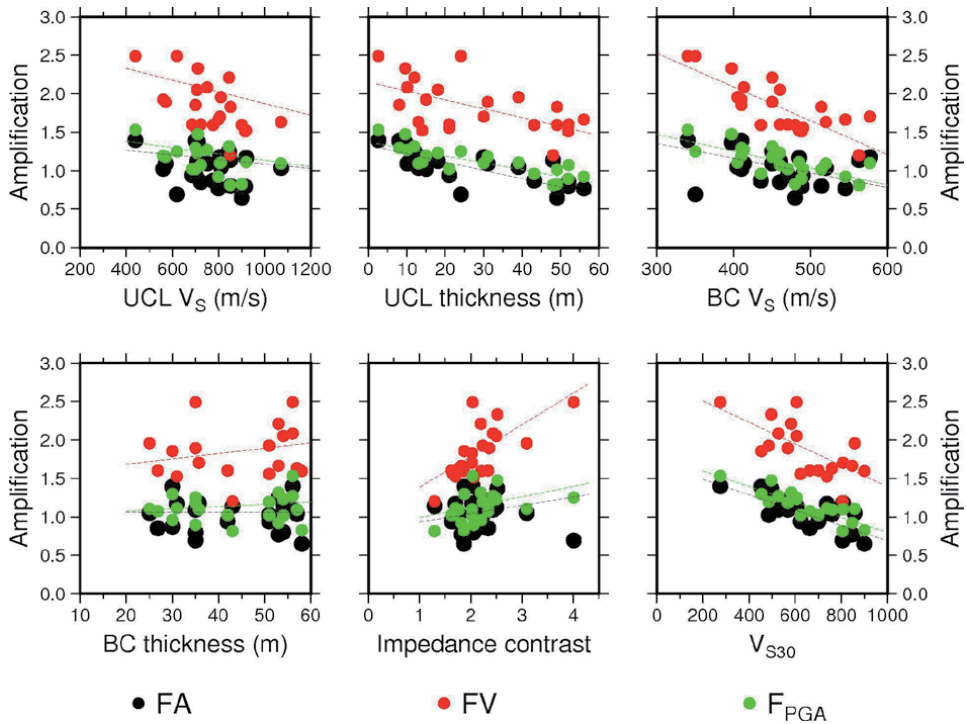 Amplification
3.0
2.5
2.0
1.5
1.0
0.5
0.0
200 400 600 800 1000 1200
UCL VS (m/s)
0 10 20 30 40 50 60
UCL thickness (m)
300 400 500 600
BC VS (m/s)
3.0
2.5
2.0
1.5
1.0
0.5
0.0
Amplification
Amplification
3.0
2.5
2.0
1.5
1.0
0.5
0.0
10 20 30 40 50 60
BC thickness (m)
0 1 2 3 4
Impedance contrast
0 200 400 600 800 1000
VS30
3.0
2.5
2.0
1.5
1.0
0.5
0.0
Amplification
FA
FV
FPGA